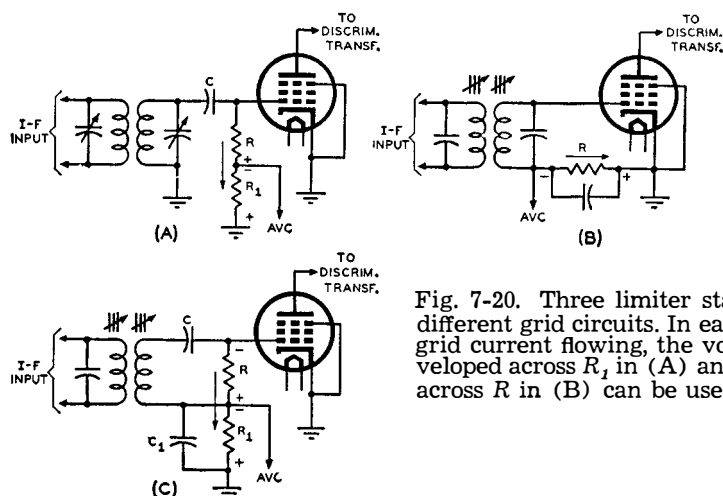 TO
DISCRIM.
TRANSF.
C
I-F
INPUT
R
+
−
R₁
+
AVC
(A)
TO
DISCRIM.
TRANSF.
I-F
INPUT
R
−
+
AVC
(B)
TO
DISCRIM.
TRANSF.
C
I-F
INPUT
−
R
+
−
C₁
R₁
+
AVC
(C)
Fig. 7-20. Three limiter sta
different grid circuits. In ea
grid current flowing, the vo
veloped across R₁ in (A) an
across R in (B) can be use